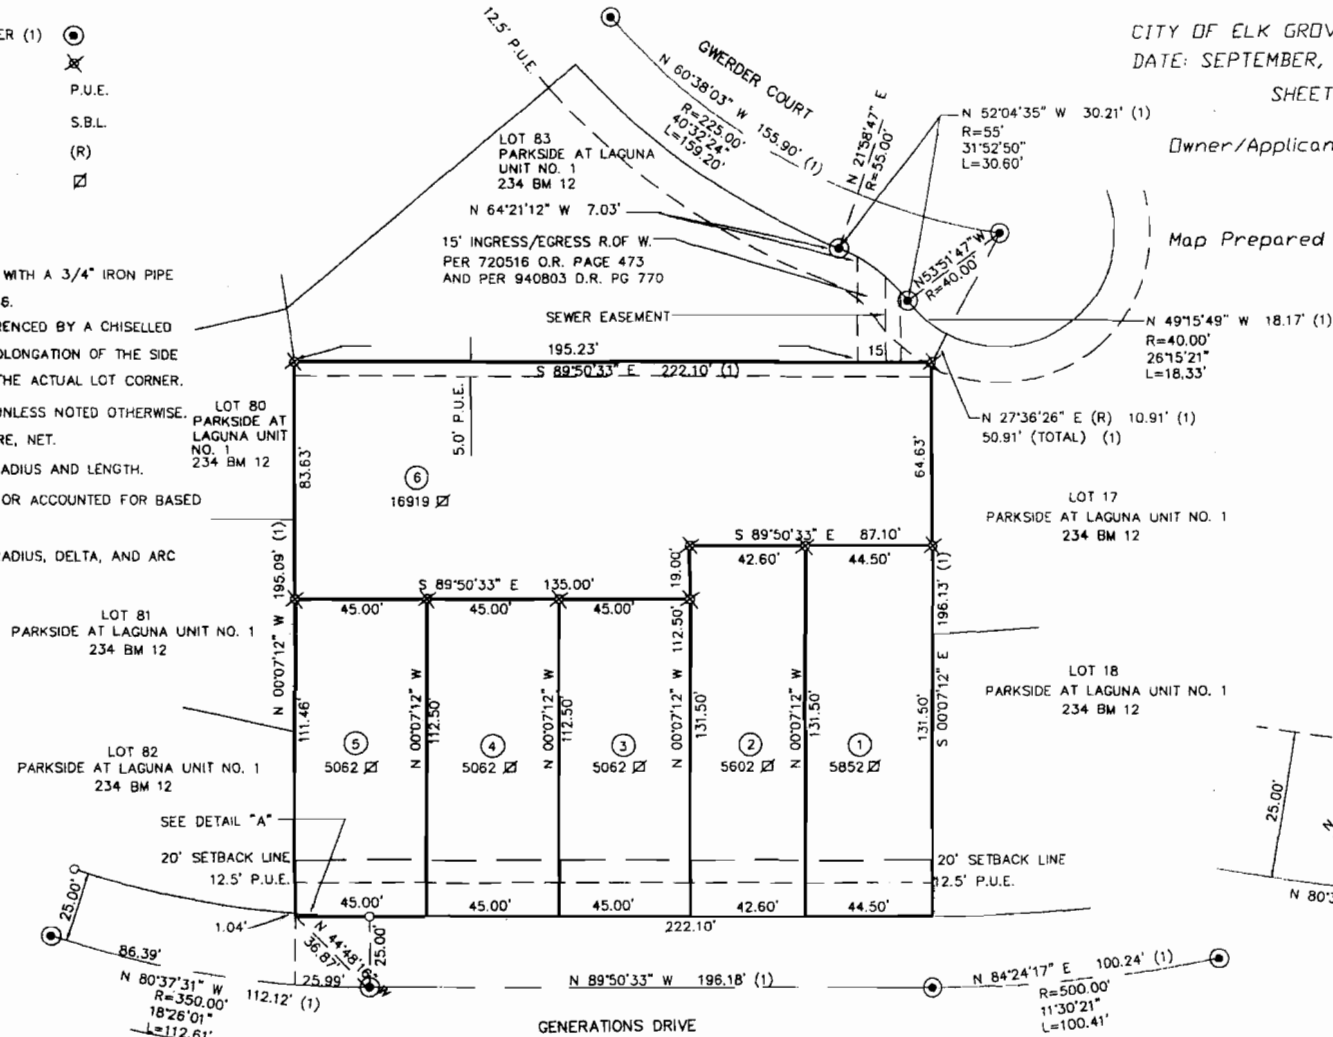 ER (1)
P.U.E.
S.B.L.
(R)
WITH A 3/4" IRON PIPE
6.
RENCED BY A CHISELLED
OLONGATION OF THE SIDE
THE ACTUAL LOT CORNER.
UNLESS NOTED OTHERWISE.
RE, NET.
ADIUS AND LENGTH.
OR ACCOUNTED FOR BASED
ADIUS, DELTA, AND ARC
CITY OF ELK GROV
DATE: SEPTEMBER,
SHEET
Owner/Applican
Map Prepared
12.5' P.U.E.
GWERDER COURT
N 60°38'03" W 155.90' (1)
R=225.00'
40°32'24"
L=159.20'
N 21°58'47" E
R=55.00'
N 52°04'35" W 30.21' (1)
R=55'
31°52'50"
L=30.60'
LOT 83
PARKSIDE AT LAGUNA
UNIT NO. 1
234 BM 12
N 64°21'12" W 7.03'
15' INGRESS/EGRESS R.OF W.
PER 720516 O.R. PAGE 473
AND PER 940803 O.R. PG 770
SEWER EASEMENT
N53°51'47"W
R=40.00'
N 49°15'49" W 18.17' (1)
R=40.00'
26°15'21"
L=18.33'
195.23'
15
S 89°50'33" E 222.10' (1)
N 27°36'26" E (R) 10.91' (1)
50.91' (TOTAL) (1)
5.0' P.U.E.
LOT 80
PARKSIDE AT
LAGUNA UNIT
NO. 1
234 BM 12
83.63'
64.63'
6
16919
LOT 17
PARKSIDE AT LAGUNA UNIT NO. 1
234 BM 12
S 89°50'33" E 87.10'
42.60'
44.50'
19.00'
S 89°50'33" E 135.00'
45.00'
45.00'
45.00'
N 00°07'12" W 195.09' (1)
S 00°07'12" E 196.13' (1)
LOT 81
PARKSIDE AT LAGUNA UNIT NO. 1
234 BM 12
LOT 18
PARKSIDE AT LAGUNA UNIT NO. 1
234 BM 12
111.46'
N 00°07'12" W
112.50'
N 00°07'12" W
112.50'
N 00°07'12" W 112.50'
131.50'
N 00°07'12" W
131.50'
131.50'
5
5062
4
5062
3
5062
2
5602
1
5852
LOT 82
PARKSIDE AT LAGUNA UNIT NO. 1
234 BM 12
SEE DETAIL "A"
20' SETBACK LINE
20' SETBACK LINE
12.5' P.U.E.
12.5' P.U.E.
45.00'
45.00'
45.00'
42.60'
44.50'
222.10'
1.04'
25.00'
N 44°48'16" W
36.87'
25.00'
25.99'
86.39'
N 80°37'31" W 112.12' (1)
R=350.00'
18°26'01"
L=112.61'
N 89°50'33" W 196.18' (1)
N 84°24'17" E 100.24' (1)
R=500.00'
11°30'21"
L=100.41'
GENERATIONS DRIVE
25.00'
N
N 80°3